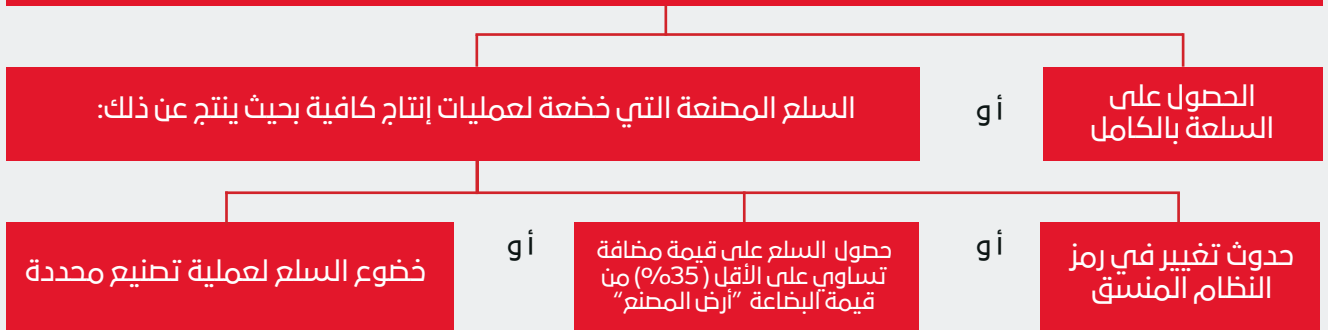 الحصول على
السلعة بالكامل
أو
السلع المصنعة التي خضعة لعمليات إنتاج كافية بحيث ينتج عن ذلك:
حدوث تغيير في رمز
النظام المنسق
أو
حصول السلع على قيمة مضافة
تساوي على الأقل (35%) من
قيمة البضاعة "أرض المصنع"
أو
خضوع السلع لعملية تصنيع محددة